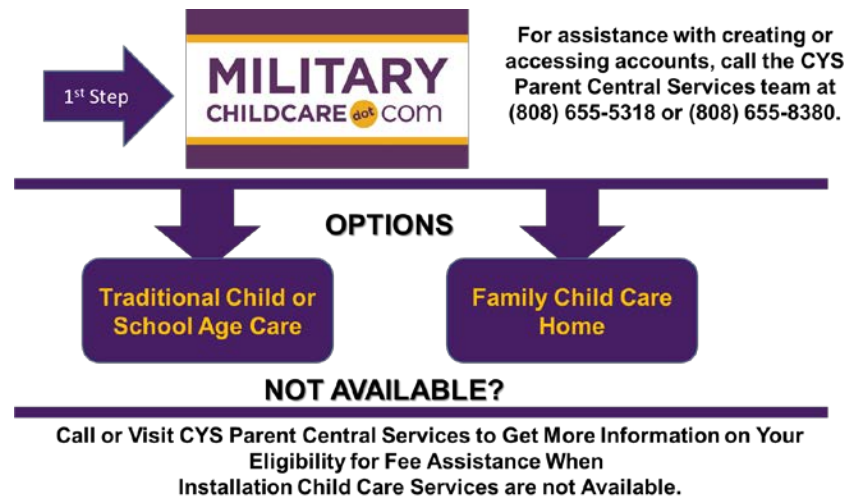 1st Step
MILITARY
CHILDCARE dot com
For assistance with creating or
accessing accounts, call the CYS
Parent Central Services team at
(808) 655-5318 or (808) 655-8380.
OPTIONS
Traditional Child or
School Age Care
Family Child Care
Home
NOT AVAILABLE?
Call or Visit CYS Parent Central Services to Get More Information on Your
Eligibility for Fee Assistance When
Installation Child Care Services are not Available.